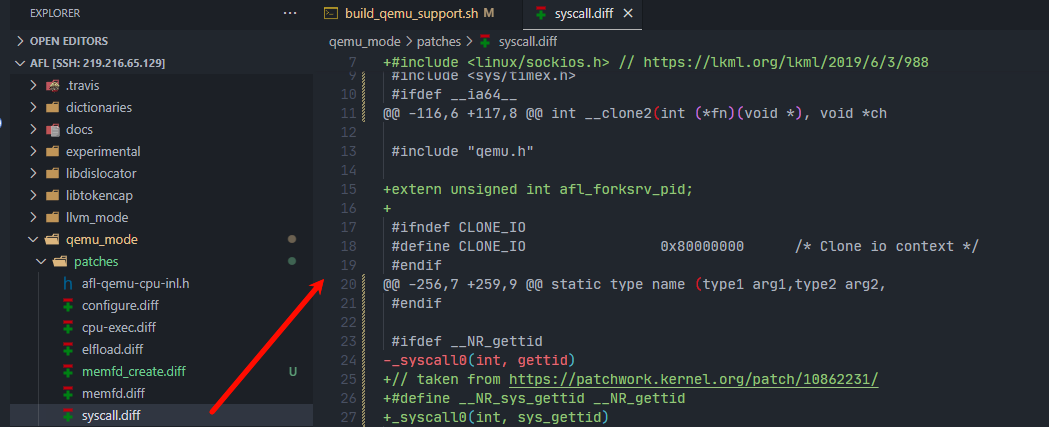 EXPLORER
···
OPEN EDITORS
AFL [SSH: 219.216.65.129]
.travis
dictionaries
docs
experimental
libdislocator
libtokencap
llvm_mode
qemu_mode
patches
afl-qemu-cpu-inl.h
configure.diff
cpu-exec.diff
elfload.diff
memfd_create.diff U
memfd.diff
syscall.diff
build_qemu_support.sh M
syscall.diff
qemu_mode > patches > syscall.diff
7 +#include <linux/sockios.h> // https://lkml.org/lkml/2019/6/3/988
9 #include <sys/timex.h>
10 #ifdef __ia64__
11 @@ -116,6 +117,8 @@ int __clone2(int (*fn)(void *), void *ch
12
13 #include "qemu.h"
14
15 +extern unsigned int afl_forksrv_pid;
16 +
17 #ifndef CLONE_IO
18 #define CLONE_IO 0x80000000 /* Clone io context */
19 #endif
20 @@ -256,7 +259,9 @@ static type name (type1 arg1,type2 arg2,
21 #endif
22
23 #ifdef __NR_gettid
24 -_syscall0(int, gettid)
25 +// taken from https://patchwork.kernel.org/patch/10862231/
26 +#define __NR_sys_gettid __NR_gettid
27 +_syscall0(int, sys_gettid)